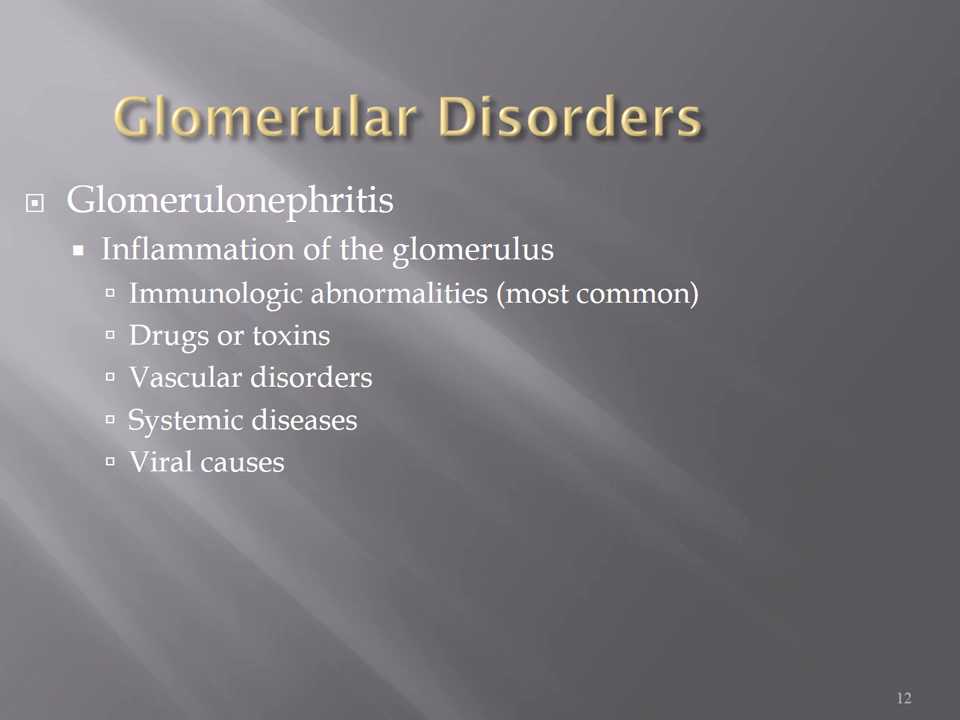 Glomerular Disorders
Glomerulonephritis
Inflammation of the glomerulus
Immunologic abnormalities (most common)
Drugs or toxins
Vascular disorders
Systemic diseases
Viral causes
12